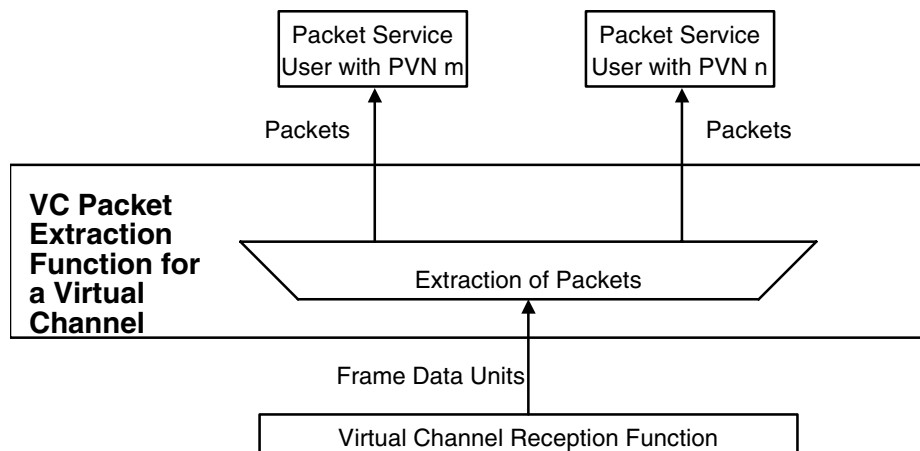 Packet Service
User with PVN m
Packet Service
User with PVN n
Packets
Packets
VC Packet
Extraction
Function for
a Virtual
Channel
Extraction of Packets
Frame Data Units
Virtual Channel Reception Function